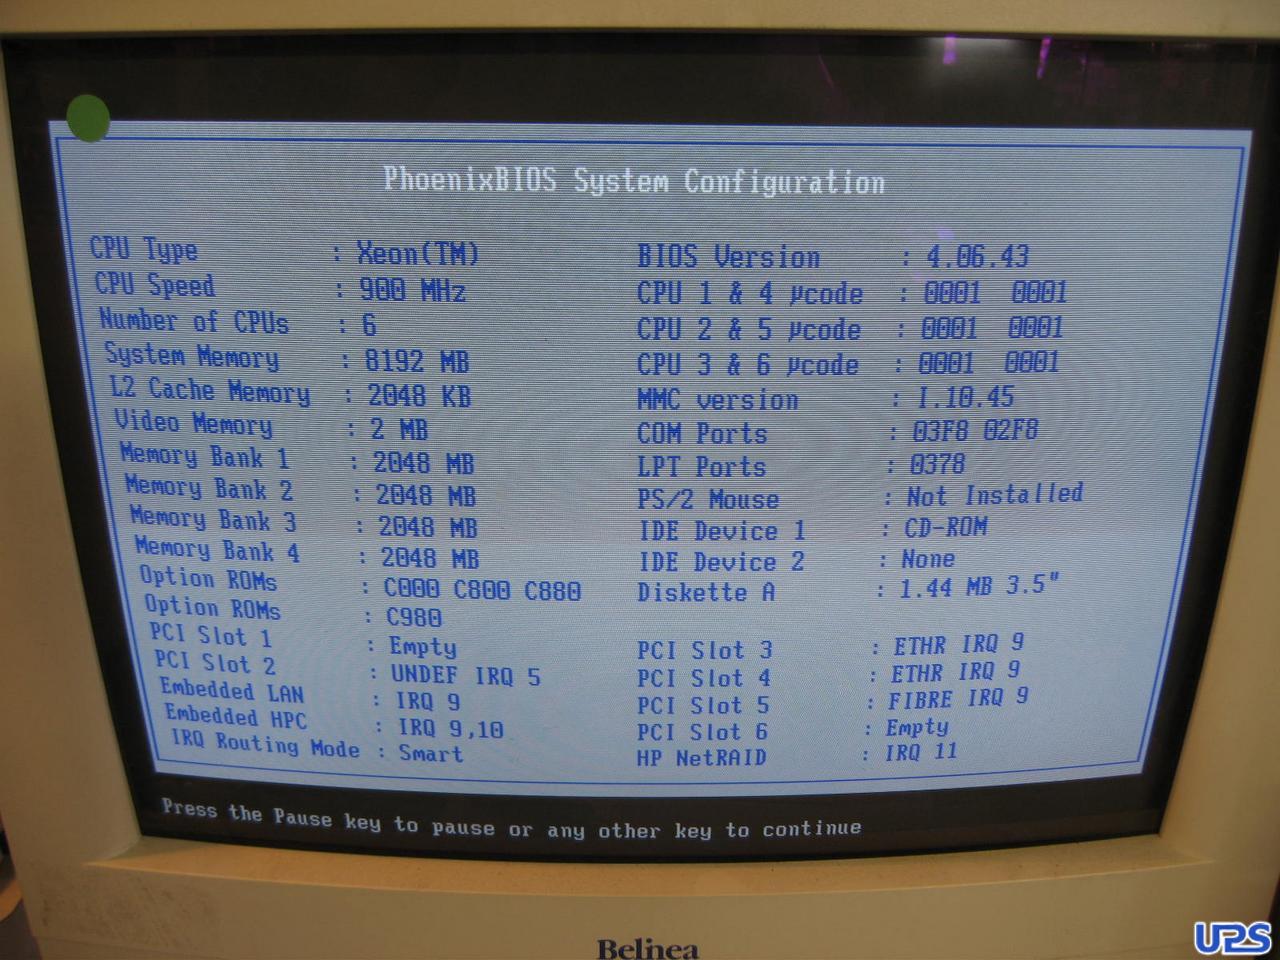 PhoenixBIOS System Configuration
CPU Type : Xeon(TM)
CPU Speed : 900 MHz
Number of CPUs : 6
System Memory : 8192 MB
L2 Cache Memory : 2048 KB
Video Memory : 2 MB
Memory Bank 1 : 2048 MB
Memory Bank 2 : 2048 MB
Memory Bank 3 : 2048 MB
Memory Bank 4 : 2048 MB
Option ROMs : C000 C800 C880
Option ROMs : C980
PCI Slot 1 : Empty
PCI Slot 2 : UNDEF IRQ 5
Embedded LAN : IRQ 9
Embedded HPC : IRQ 9,10
IRQ Routing Mode : Smart
BIOS Version : 4.06.43
CPU 1 & 4 µcode : 0001 0001
CPU 2 & 5 µcode : 0001 0001
CPU 3 & 6 µcode : 0001 0001
MMC version : I.10.45
COM Ports : 03F8 02F8
LPT Ports : 0378
PS/2 Mouse : Not Installed
IDE Device 1 : CD-ROM
IDE Device 2 : None
Diskette A : 1.44 MB 3.5"
PCI Slot 3 : ETHR IRQ 9
PCI Slot 4 : ETHR IRQ 9
PCI Slot 5 : FIBRE IRQ 9
PCI Slot 6 : Empty
HP NetRAID : IRQ 11
Press the Pause key to pause or any other key to continue
Belinea
UPS